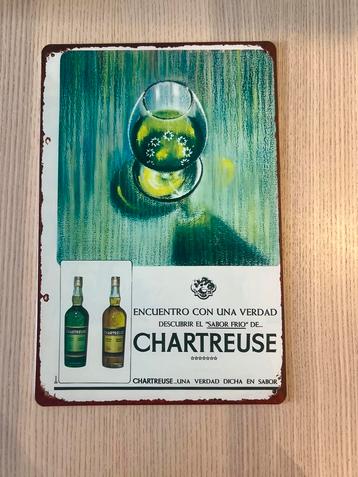 ENCUENTRO CON UNA VERDAD
DESCUBRIR EL "SABOR FRIO" DE...
CHARTREUSE
CHARTREUSE...UNA VERDAD DICHA EN SABOR